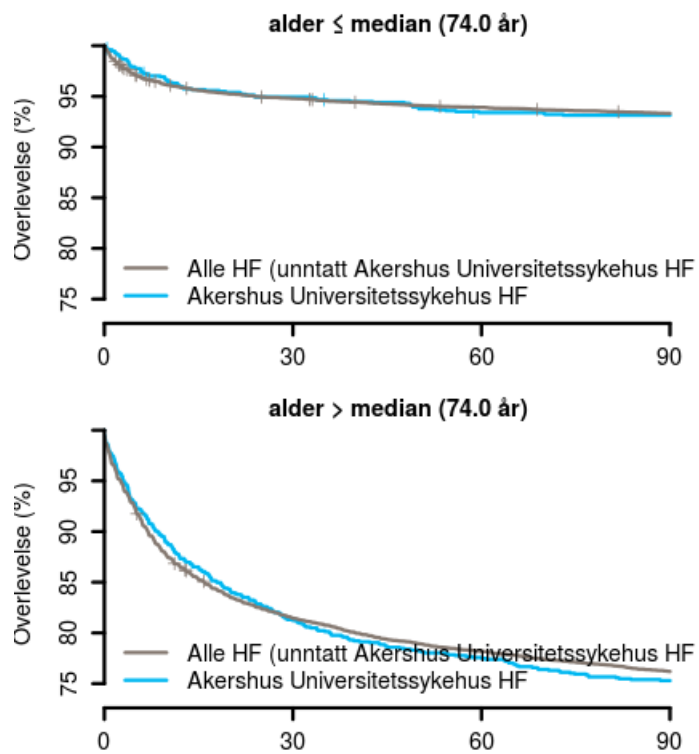 alder ≤ median (74.0 år)
Overlevelse (%)
95
90
85
80
75
Alle HF (unntatt Akershus Universitetssykehus HF
Akershus Universitetssykehus HF
0 30 60 90
alder > median (74.0 år)
Overlevelse (%)
95
90
85
80
75
Alle HF (unntatt Akershus Universitetssykehus HF
Akershus Universitetssykehus HF
0 30 60 90